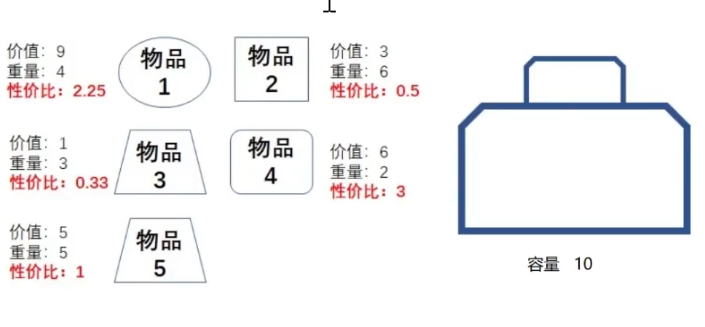 价值：9
重量：4
性价比：2.25
物品
1
物品
2
价值：3
重量：6
性价比：0.5
价值：1
重量：3
性价比：0.33
物品
3
物品
4
价值：6
重量：2
性价比：3
价值：5
重量：5
性价比：1
物品
5
容量 10